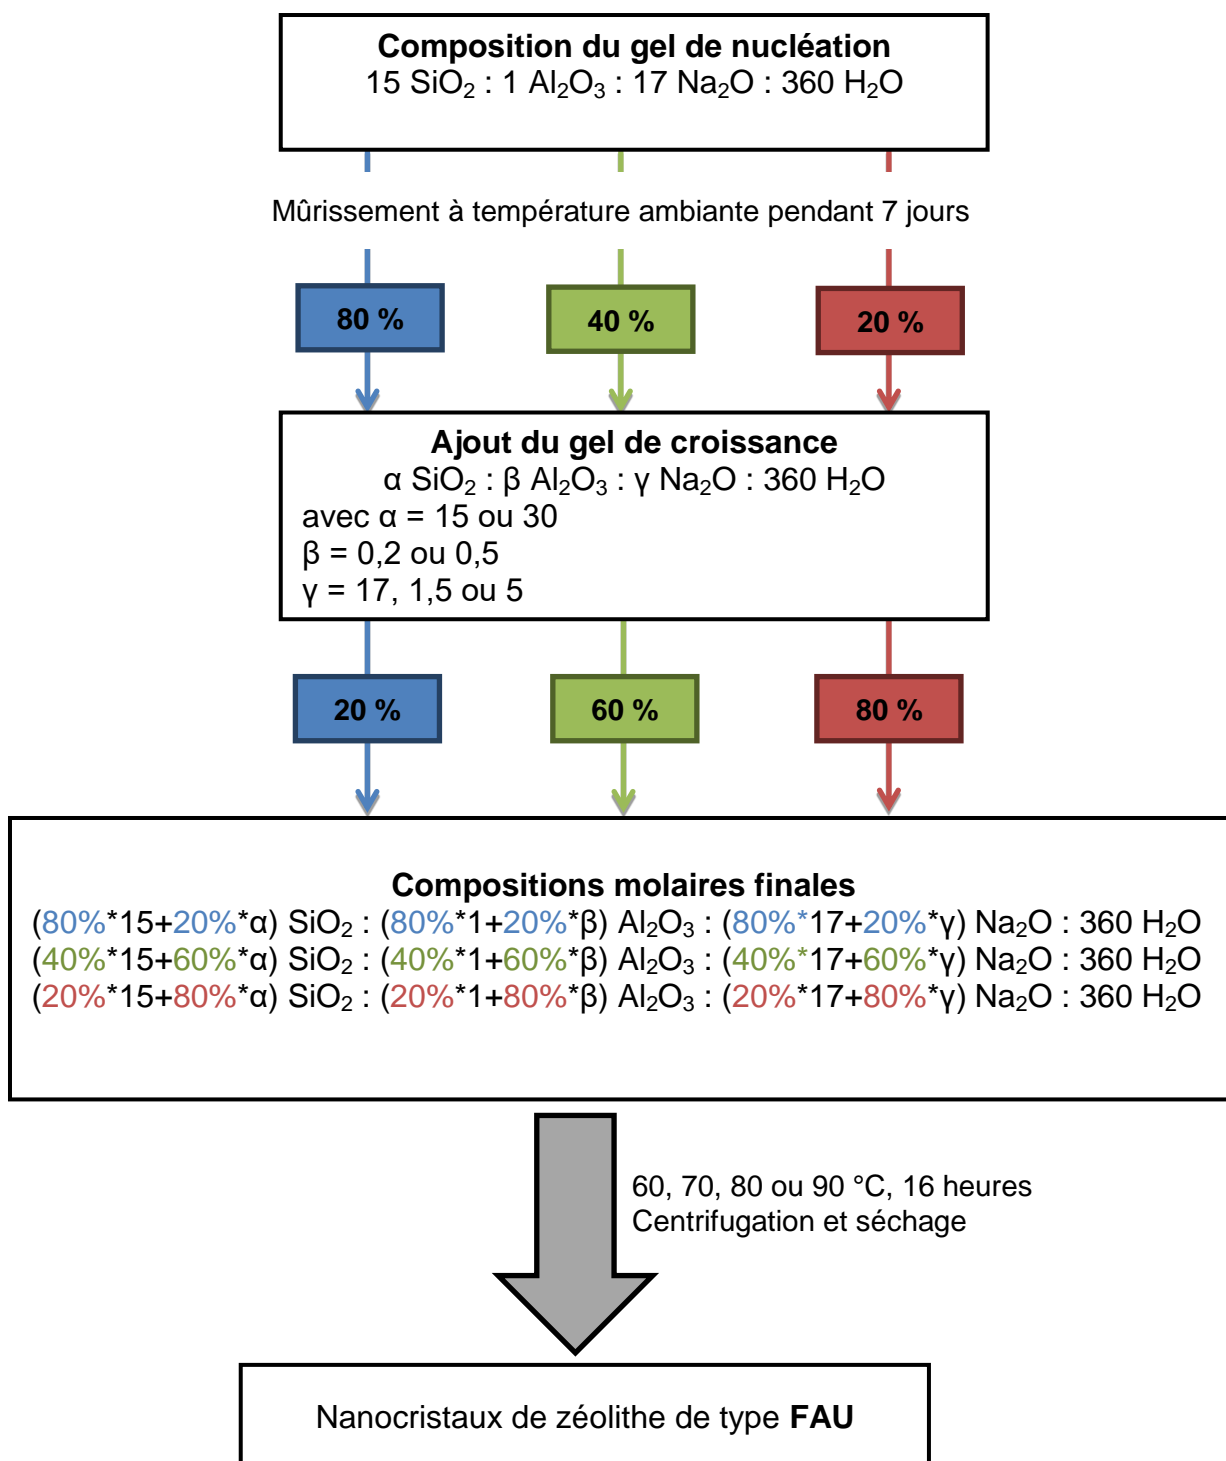 Composition du gel de nucléation
15 SiO₂ : 1 Al₂O₃ : 17 Na₂O : 360 H₂O
Mûrissement à température ambiante pendant 7 jours
80 %
40 %
20 %
Ajout du gel de croissance
α SiO₂ : β Al₂O₃ : γ Na₂O : 360 H₂O
avec α = 15 ou 30
β = 0,2 ou 0,5
γ = 17, 1,5 ou 5
20 %
60 %
80 %
Compositions molaires finales
(80%*15+20%*α) SiO₂ : (80%*1+20%*β) Al₂O₃ : (80%*17+20%*γ) Na₂O : 360 H₂O
(40%*15+60%*α) SiO₂ : (40%*1+60%*β) Al₂O₃ : (40%*17+60%*γ) Na₂O : 360 H₂O
(20%*15+80%*α) SiO₂ : (20%*1+80%*β) Al₂O₃ : (20%*17+80%*γ) Na₂O : 360 H₂O
60, 70, 80 ou 90 °C, 16 heures
Centrifugation et séchage
Nanocristaux de zéolithe de type FAU